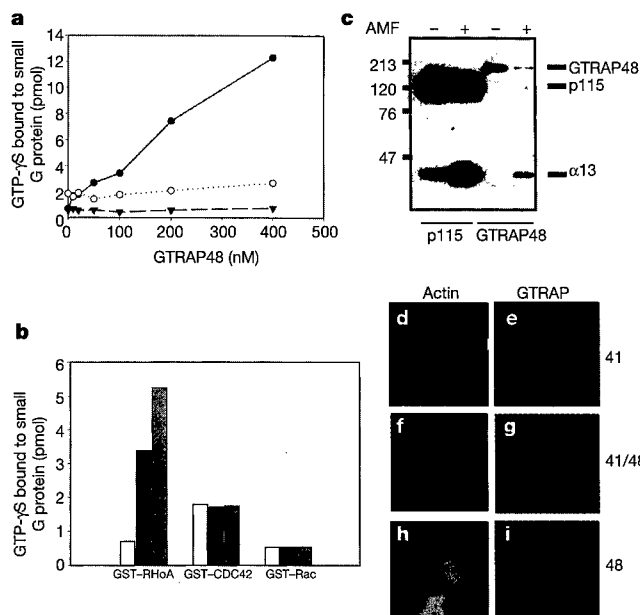 a
GTP-γS bound to small
G protein (pmol)
14
12
10
8
6
4
2
0
0 100 200 300 400 500
GTRAP48 (nM)
b
GTP-γS bound to small
G protein (pmol)
6
5
4
3
2
1
0
GST–RHoA GST–CDC42 GST–Rac
c
AMF – + – +
213
120
76
47
GTRAP48
p115
α13
p115 GTRAP48
Actin GTRAP
d e 41
f g 41/48
h i 48